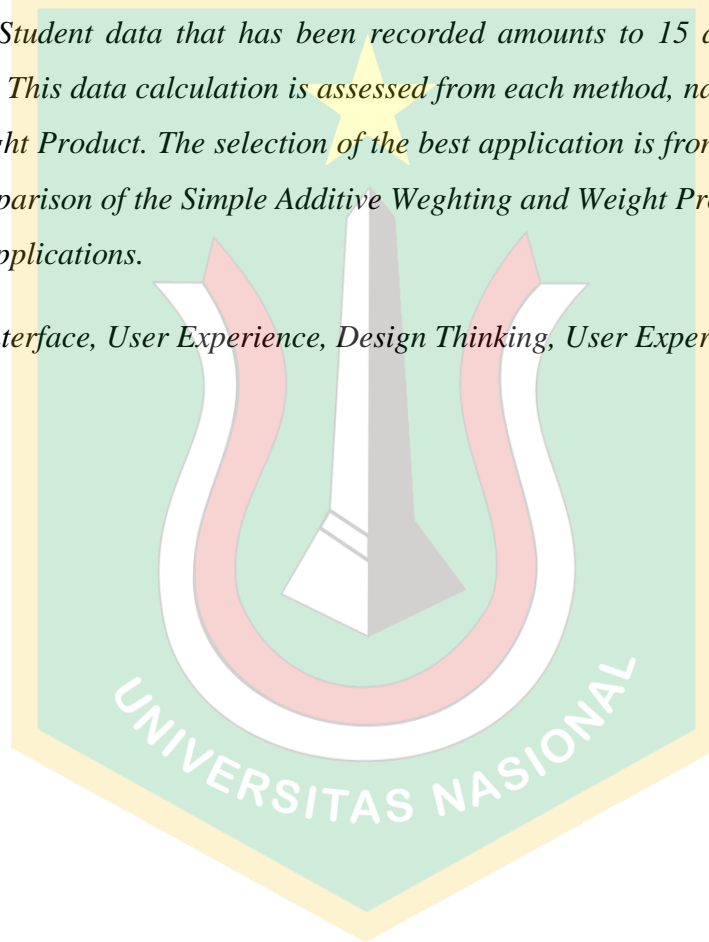 Student data that has been recorded amounts to 15 a
This data calculation is assessed from each method, na
ht Product. The selection of the best application is from
parison of the Simple Additive Weghting and Weight Pr
pplications.
terface, User Experience, Design Thinking, User Exper
UNIVERSITAS NASIONAL